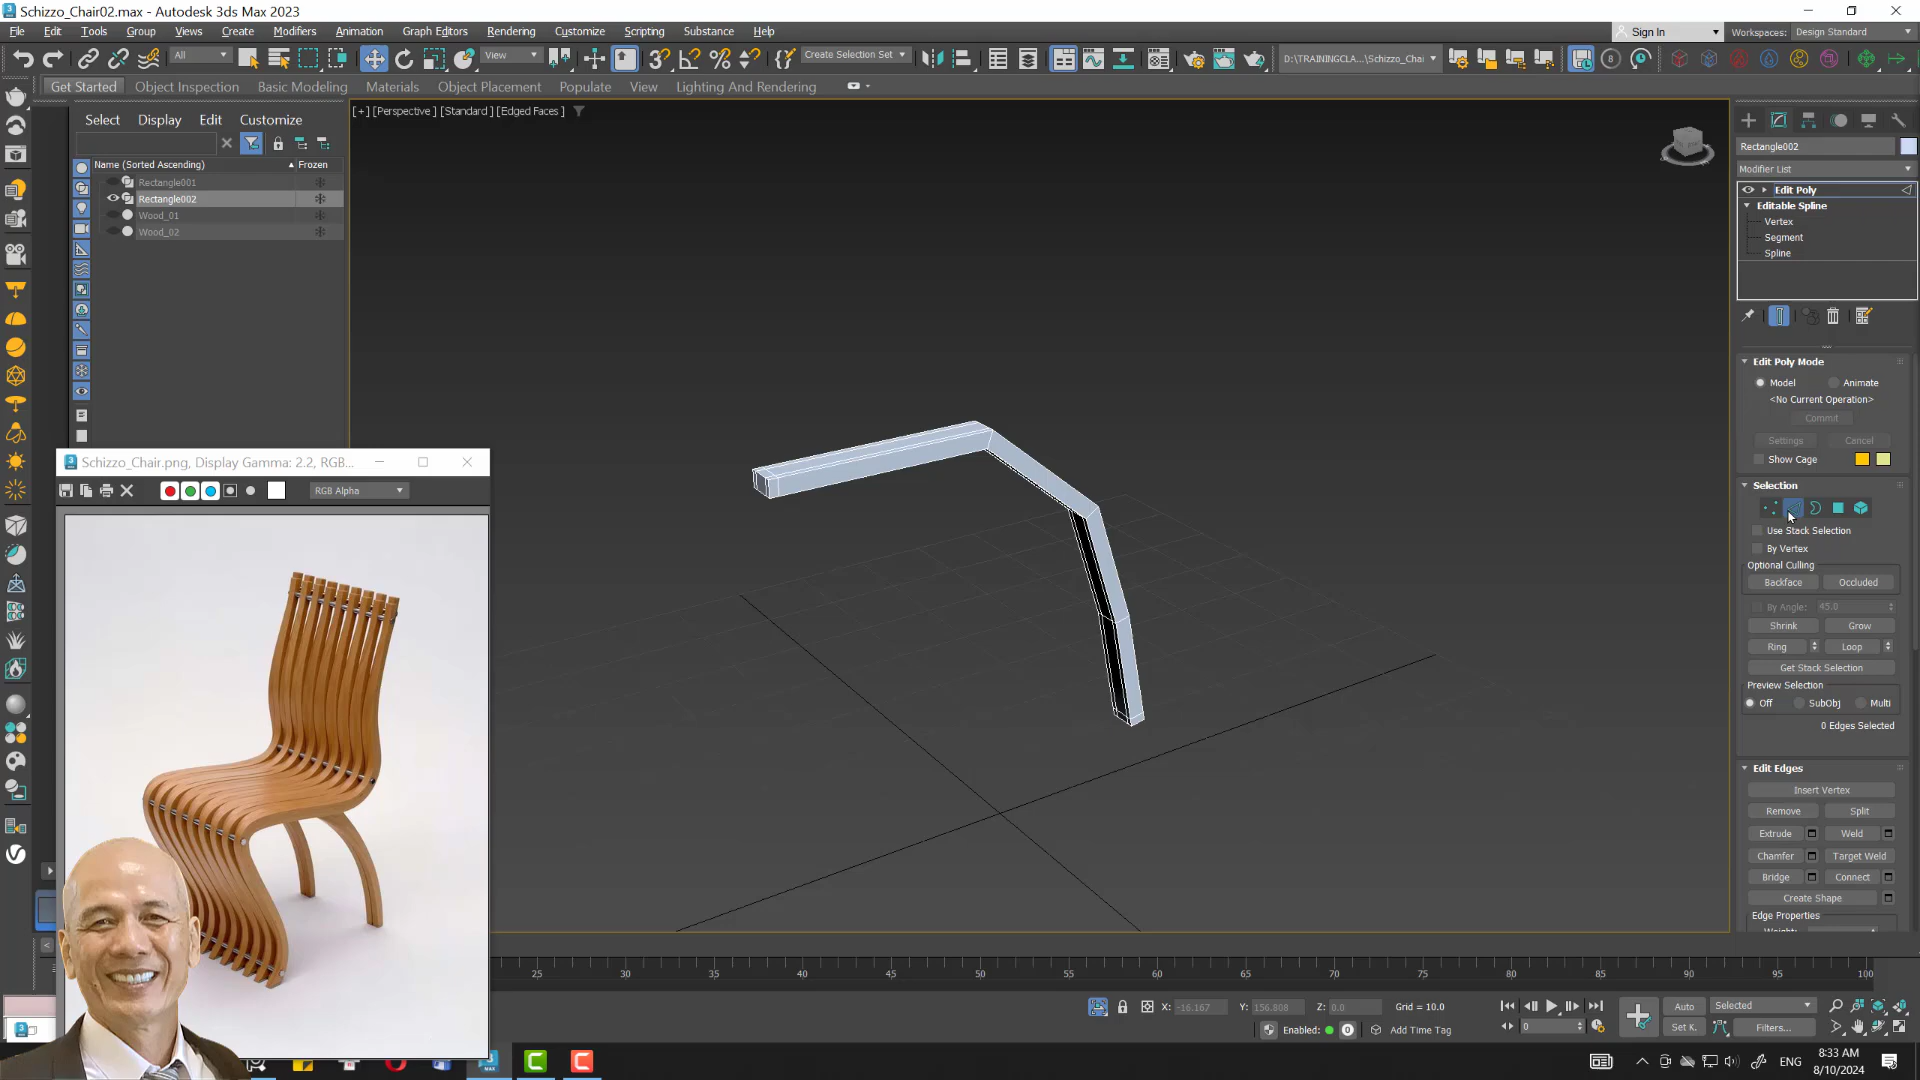 Schizzo_Chair02.max - Autodesk 3ds Max 2023
File Edit Tools Group Views Create Modifiers Animation Graph Editors Rendering Customize Scripting Substance Help
Sign In Workspaces: Design Standard
All View Create Selection Set D:\TRAININGCLA...\Schizzo_Chai
Get Started Object Inspection Basic Modeling Materials Object Placement Populate View Lighting And Rendering
Select Display Edit Customize
[+] [Perspective ] [Standard ] [Edged Faces ]
Name (Sorted Ascending) Frozen
Rectangle001
Rectangle002
Wood_01
Wood_02
Rectangle002
Modifier List
Edit Poly
Editable Spline
Vertex
Segment
Spline
Edit Poly Mode
Model Animate
<No Current Operation>
Commit
Settings Cancel
Show Cage
Selection
Use Stack Selection
By Vertex
Optional Culling
Backface Occluded
By Angle: 45.0
Shrink Grow
Ring Loop
Get Stack Selection
Preview Selection
Off SubObj Multi
0 Edges Selected
Edit Edges
Insert Vertex
Remove Split
Extrude Weld
Chamfer Target Weld
Bridge Connect
Create Shape
Edge Properties
Schizzo_Chair.png, Display Gamma: 2.2, RGB...
RGB Alpha
25 30 35 40 45 50 55 60 65 70 75 80 85 90 95 100
X: -16.167 Y: 156.808 Z: 0.0 Grid = 10.0
Enabled: Add Time Tag
Auto Selected
0 Set K. Filters...
ENG
8:33 AM
8/10/2024